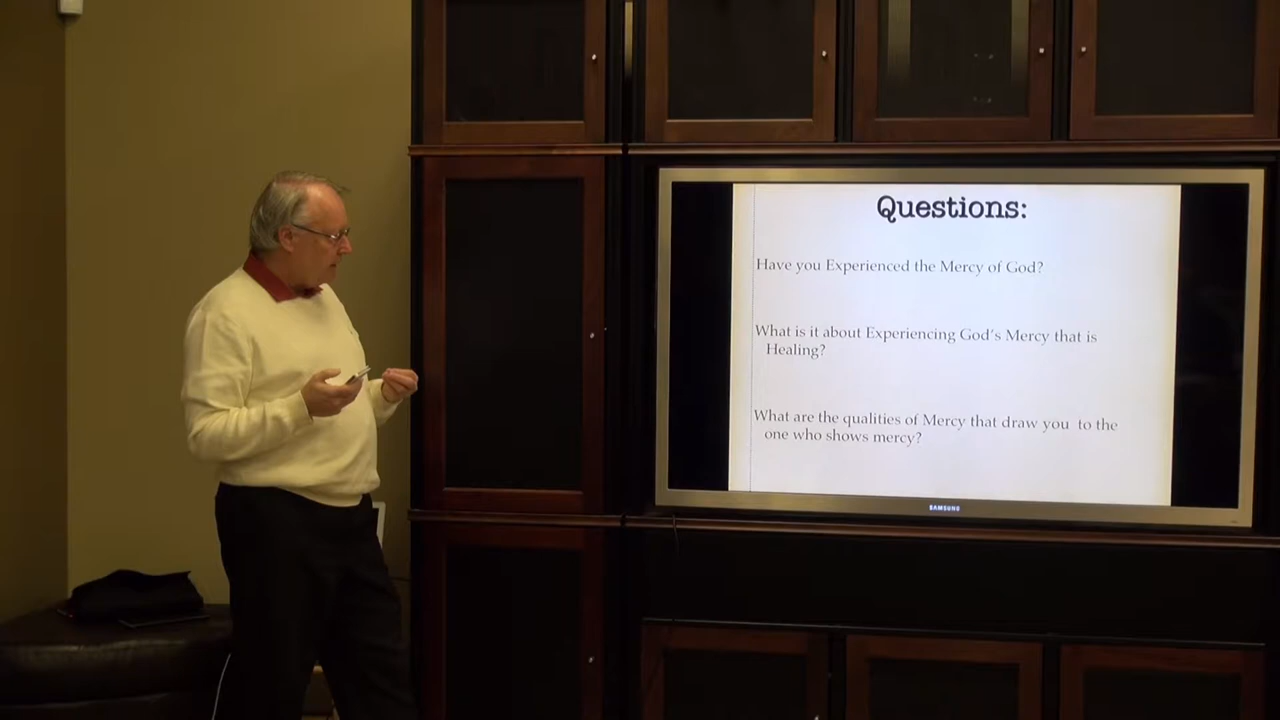 Questions:
Have you Experienced the Mercy of God?
What is it about Experiencing God's Mercy that is
Healing?
What are the qualities of Mercy that draw you to the
one who shows mercy?
SAMSUNG